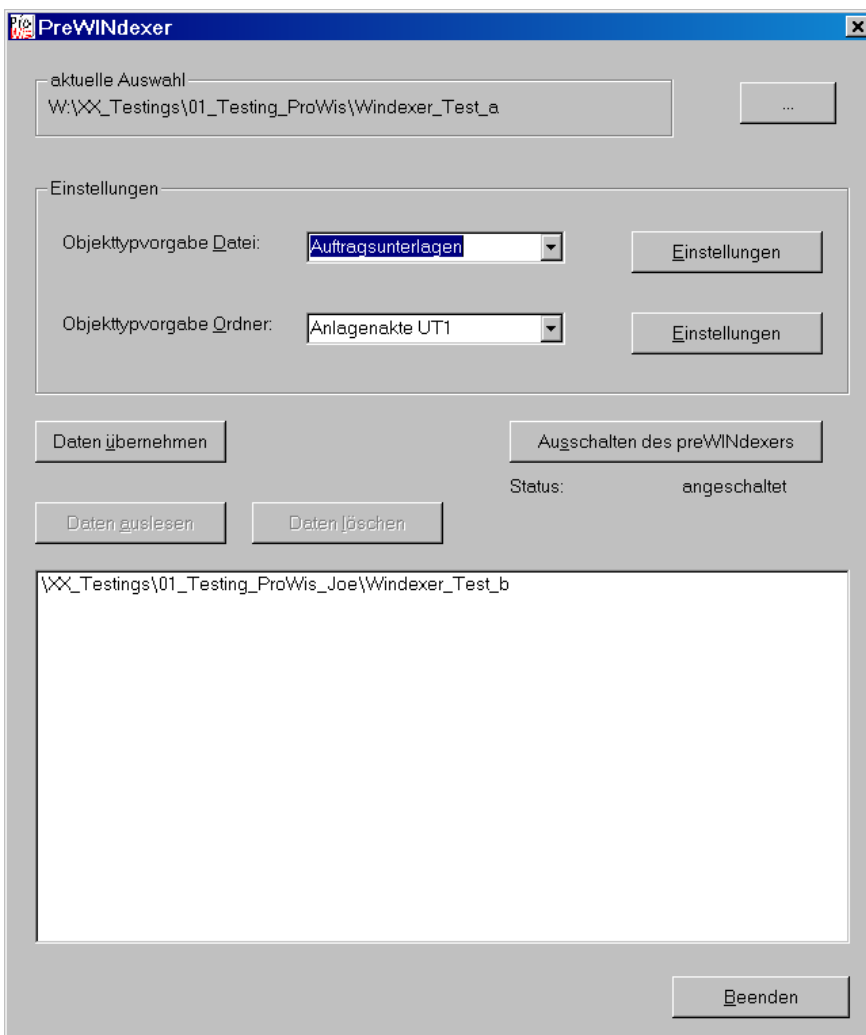 PreWINdexer
aktuelle Auswahl
W:\XX_Testings\01_Testing_ProWis\Windexer_Test_a
...
Einstellungen
Objekttypvorgabe Datei:
Auftragsunterlagen
Einstellungen
Objekttypvorgabe Ordner:
Anlagenakte UT1
Einstellungen
Daten übernehmen
Ausschalten des preWINdexers
Status: angeschaltet
Daten auslesen
Daten löschen
\XX_Testings\01_Testing_ProWis_Joe\Windexer_Test_b
Beenden